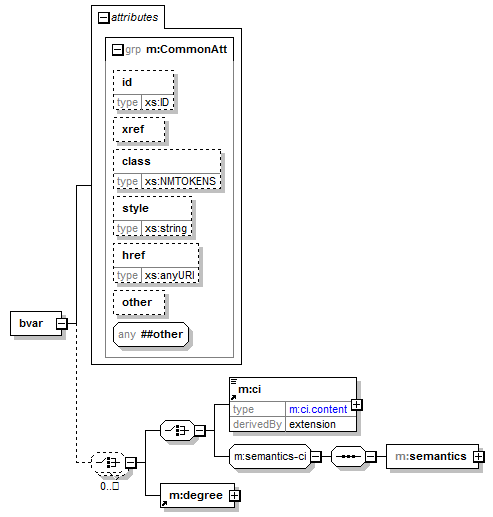 attributes
grp m:CommonAtt
id
type xs:ID
xref
class
type xs:NMTOKENS
style
type xs:string
href
type xs:anyURI
other
any ##other
bvar
m:ci
type m:ci.content
derivedBy extension
m:semantics-ci
m:semantics
0..
m:degree